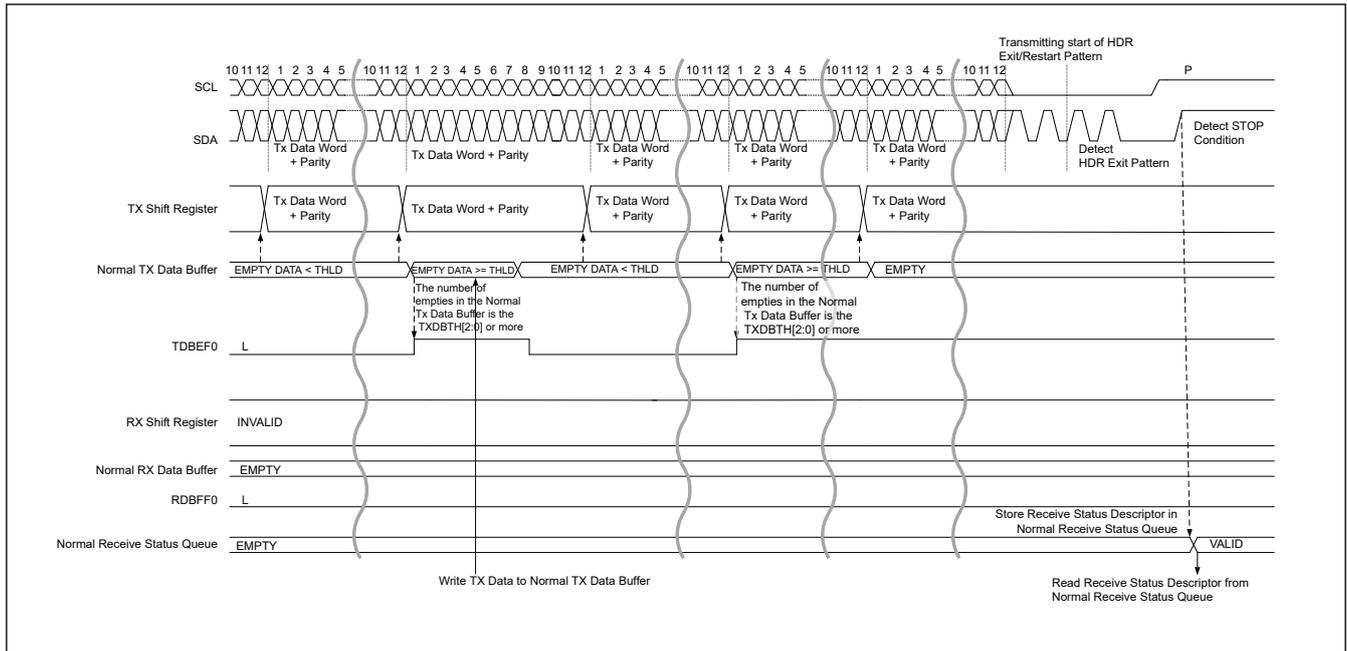 Transmitting start of HDR
Exit/Restart Pattern
10 11 12 1 2 3 4 5 10 11 12 1 2 3 4 5 6 7 8 9 10 11 12 1 2 3 4 5 10 11 12 1 2 3 4 5 10 11 12 1 2 3 4 5 10 11 12 P
SCL
SDA
Detect STOP
Condition
Tx Data Word
+ Parity
Tx Data Word + Parity
Tx Data Word
+ Parity
Tx Data Word
+ Parity
Tx Data Word
+ Parity
Detect
HDR Exit Pattern
TX Shift Register
Tx Data Word
+ Parity
Tx Data Word + Parity
Tx Data Word
+ Parity
Tx Data Word
+ Parity
Tx Data Word
+ Parity
Normal TX Data Buffer
EMPTY DATA < THLD
EMPTY DATA >= THLD
EMPTY DATA < THLD
EMPTY DATA >= THLD
EMPTY
The number of
empties in the Normal
Tx Data Buffer is the
TXDBTH[2:0] or more
The number of
empties in the Normal
Tx Data Buffer is the
TXDBTH[2:0] or more
TDBEF0 L
RX Shift Register INVALID
Normal RX Data Buffer EMPTY
RDBFF0 L
Store Receive Status Descriptor in
Normal Receive Status Queue
Normal Receive Status Queue EMPTY VALID
Write TX Data to Normal TX Data Buffer
Read Receive Status Descriptor from
Normal Receive Status Queue